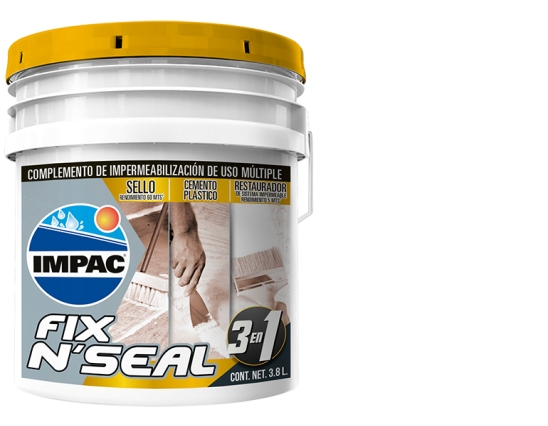 COMPLEMENTO DE IMPERMEABILIZACIÓN DE USO MÚLTIPLE
SELLO
RENDIMIENTO 60 MTS²
CEMENTO
PLÁSTICO
RESTAURADOR
DE SISTEMA IMPERMEABLE
RENDIMIENTO 5 MTS²
IMPAC
FIX
N'SEAL
3 EN 1
CONT. NET. 3.8 L.